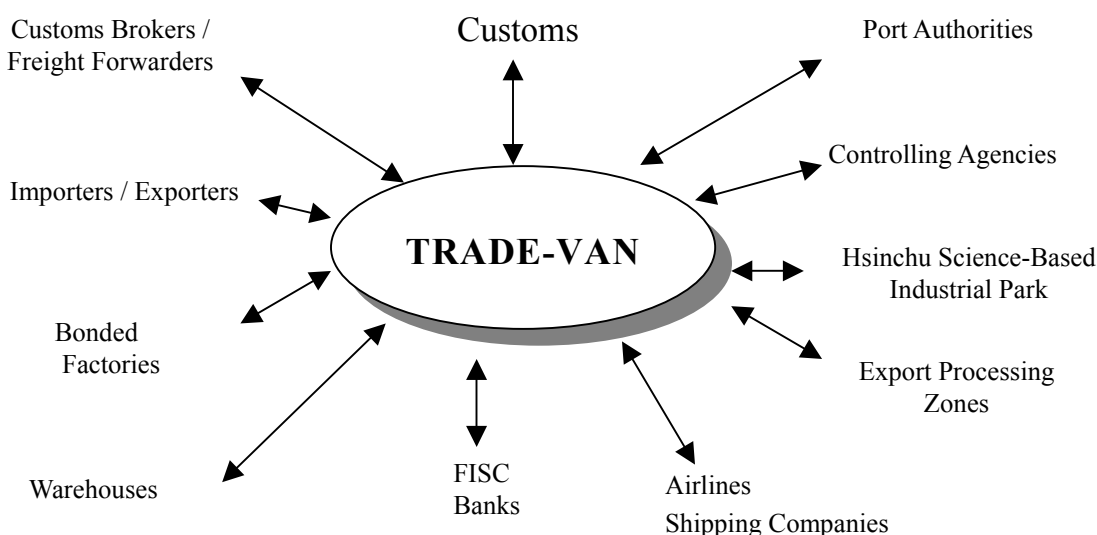 Customs Brokers /
Freight Forwarders
Customs
Port Authorities
Controlling Agencies
Importers / Exporters
TRADE-VAN
Hsinchu Science-Based
Industrial Park
Bonded
Factories
Export Processing
Zones
Warehouses
FISC
Banks
Airlines
Shipping Companies